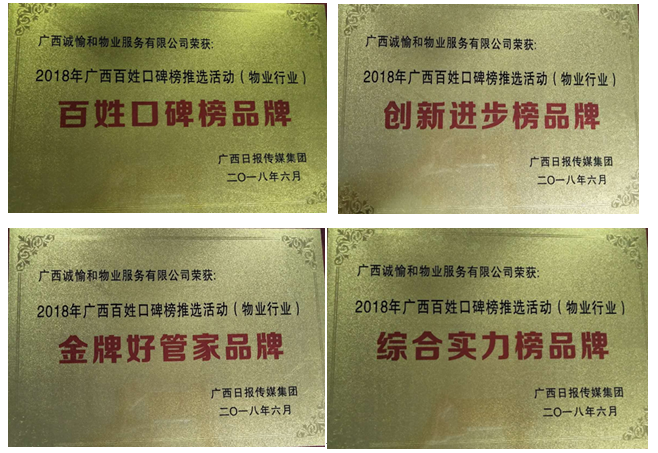 广西诚愉和物业服务有限公司荣获:
2018年广西百姓口碑榜推选活动（物业行业）
百姓口碑榜品牌
广西日报传媒集团
二〇一八年六月
广西诚愉和物业服务有限公司荣获:
2018年广西百姓口碑榜推选活动（物业行业）
创新进步榜品牌
广西日报传媒集团
二〇一八年六月
广西诚愉和物业服务有限公司荣获:
2018年广西百姓口碑榜推选活动（物业行业）
金牌好管家品牌
广西日报传媒集团
二〇一八年六月
广西诚愉和物业服务有限公司荣获:
2018年广西百姓口碑榜推选活动（物业行业）
综合实力榜品牌
广西日报传媒集团
二〇一八年六月